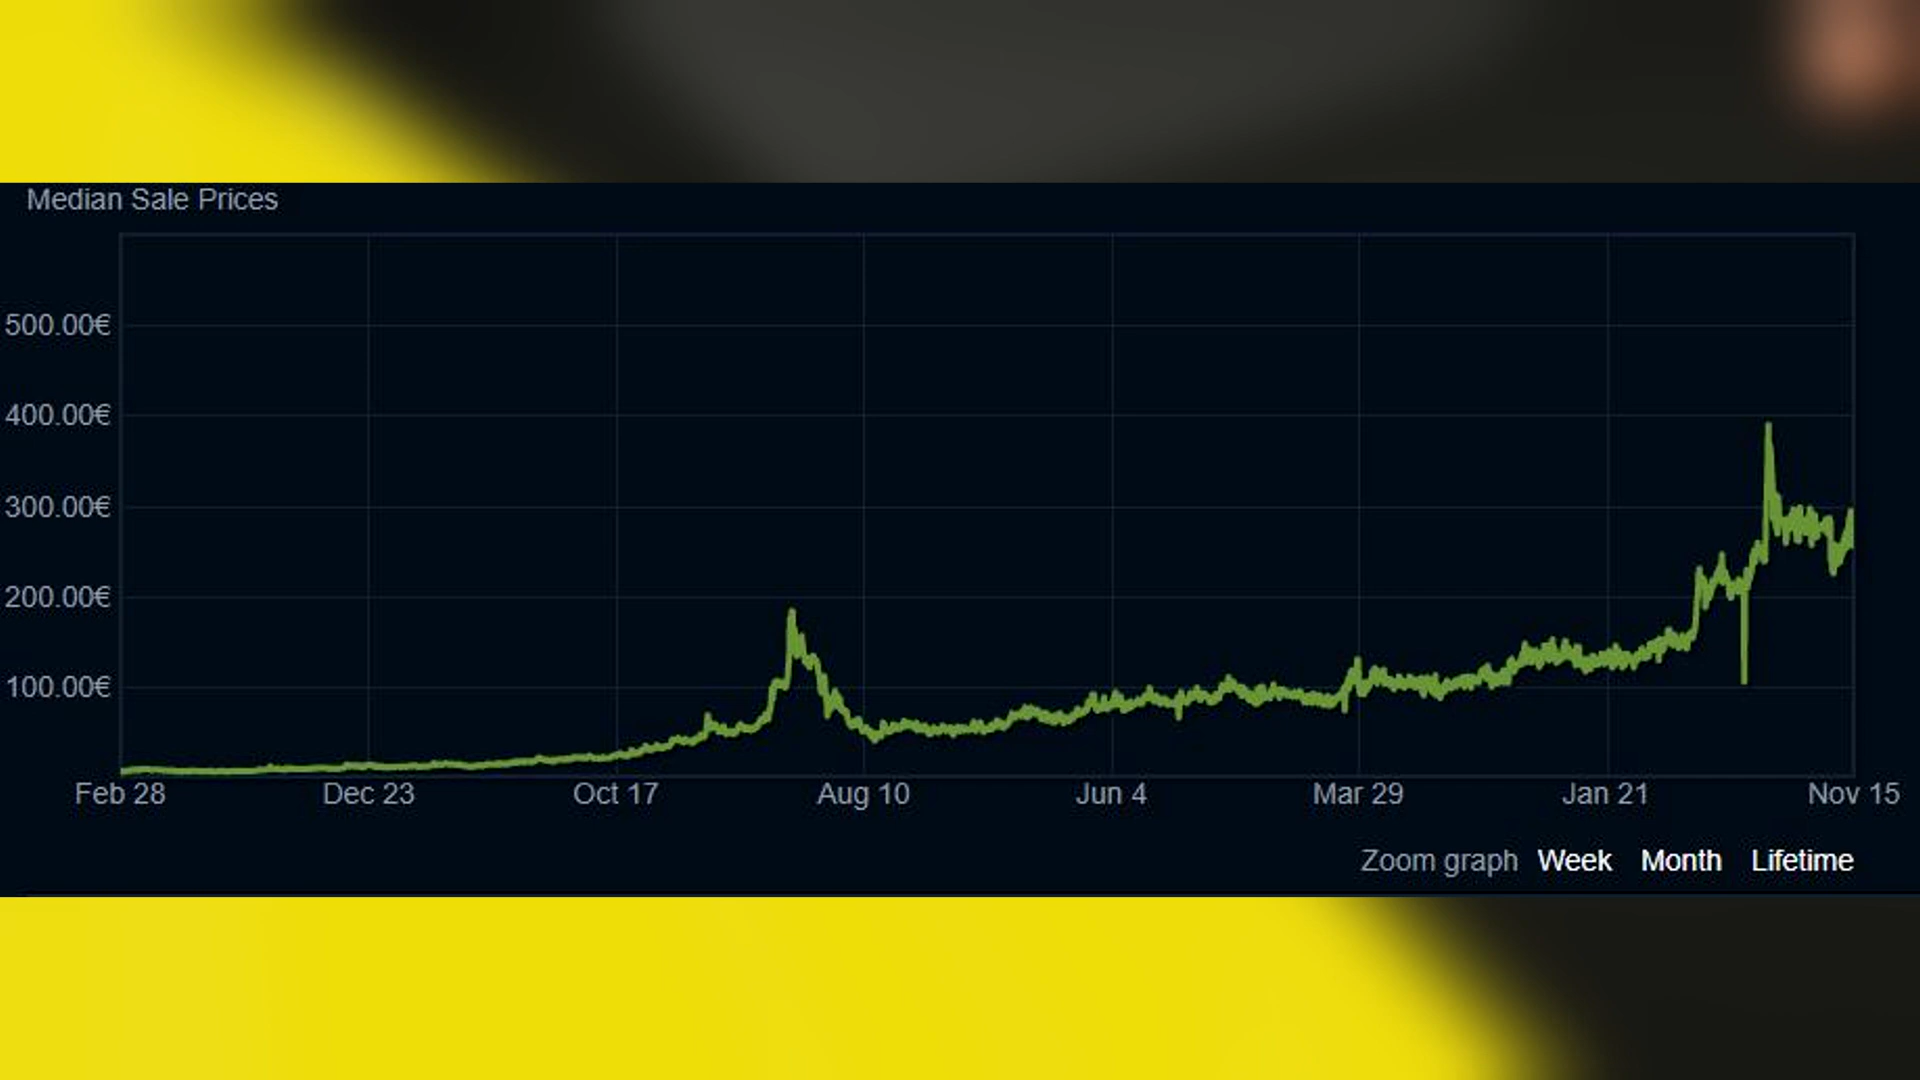 Median Sale Prices
500.00€
400.00€
300.00€
200.00€
100.00€
Feb 28 Dec 23 Oct 17 Aug 10 Jun 4 Mar 29 Jan 21 Nov 15
Zoom graph Week Month Lifetime